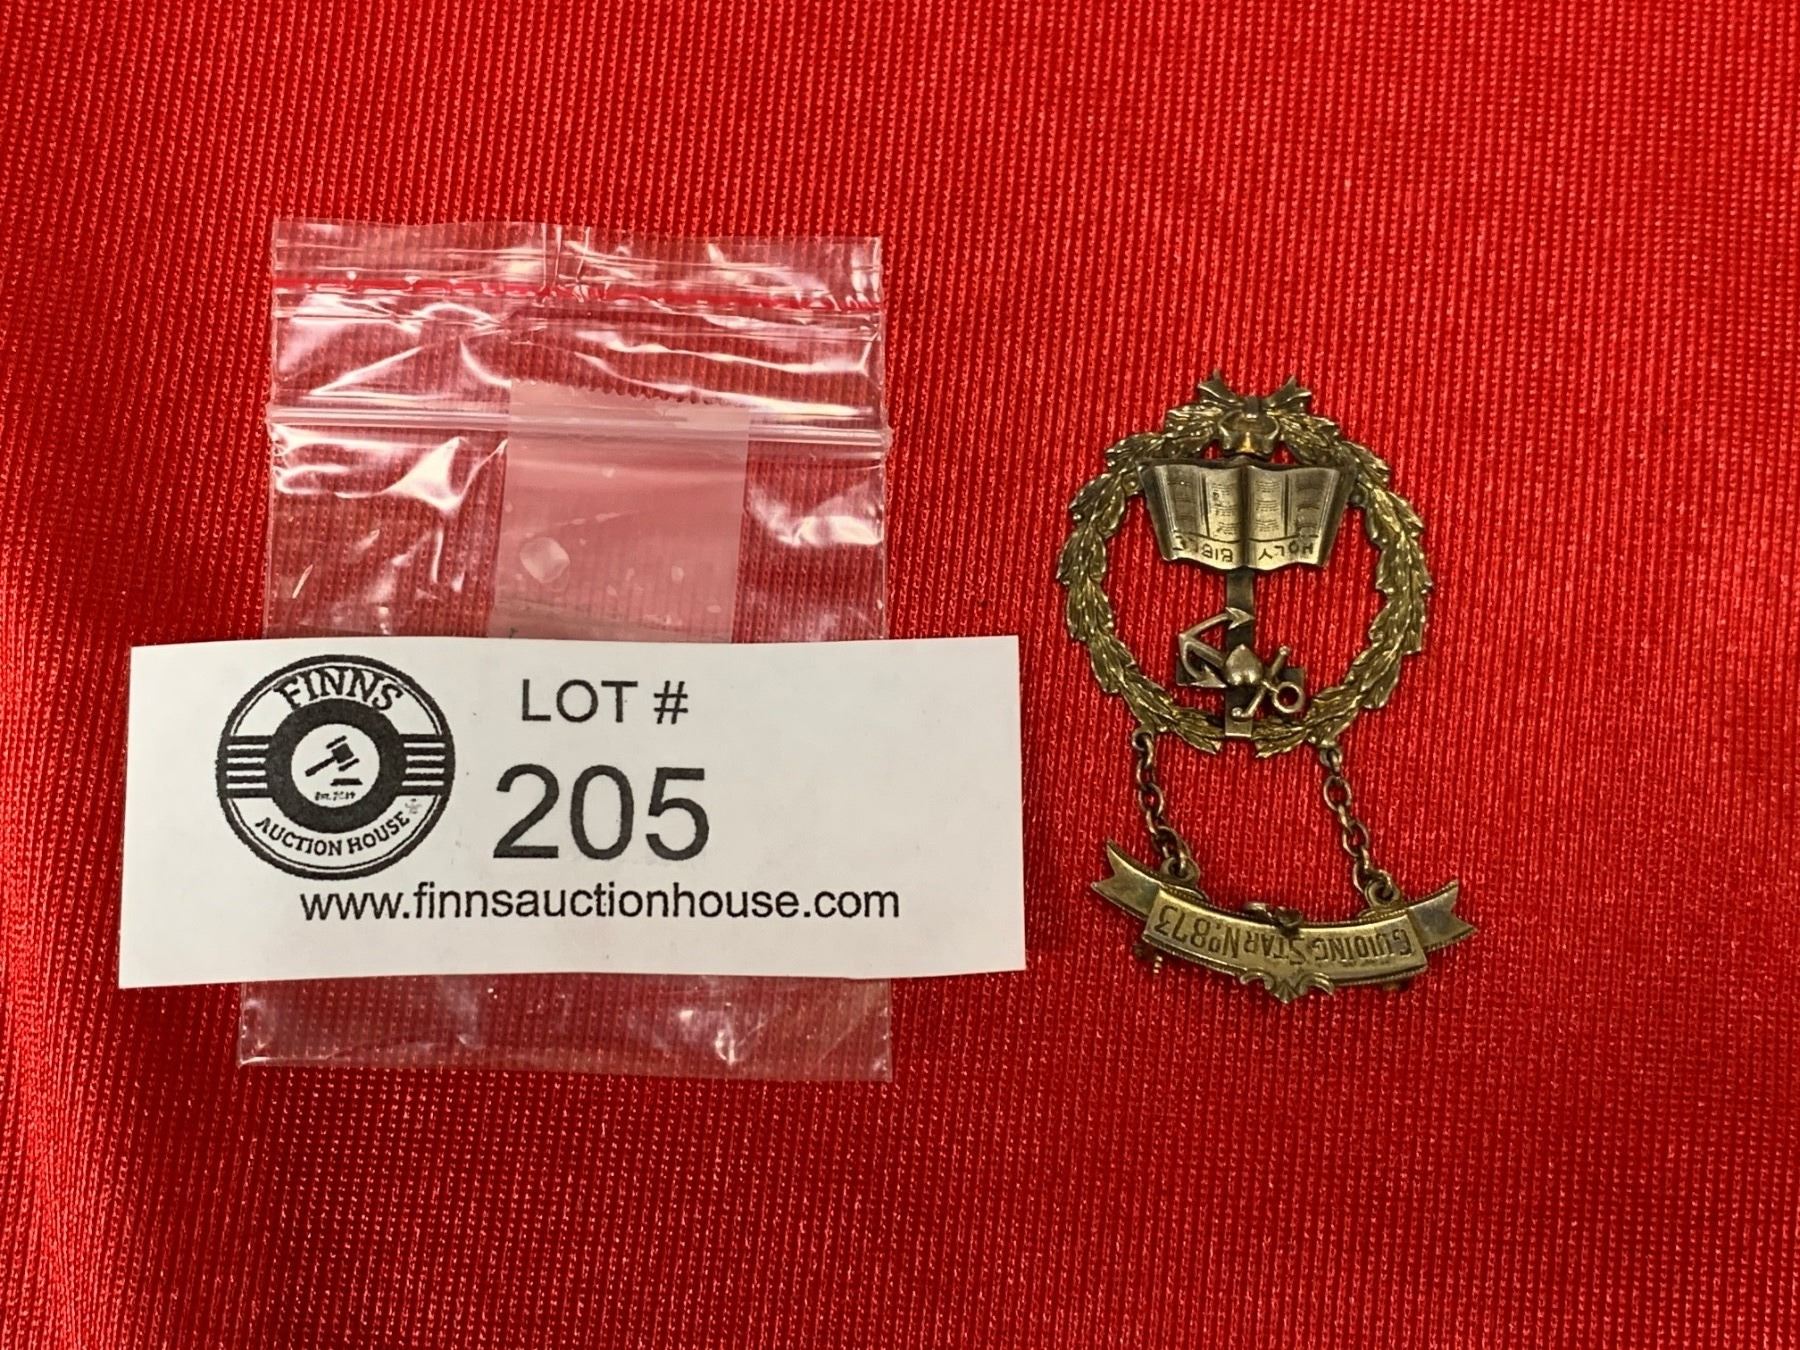 FINNS
EST. 2019
AUCTION HOUSE
LOT #
205
www.finnsauctionhouse.com
HOLY BIBLE
GUIDING STAR No. 873